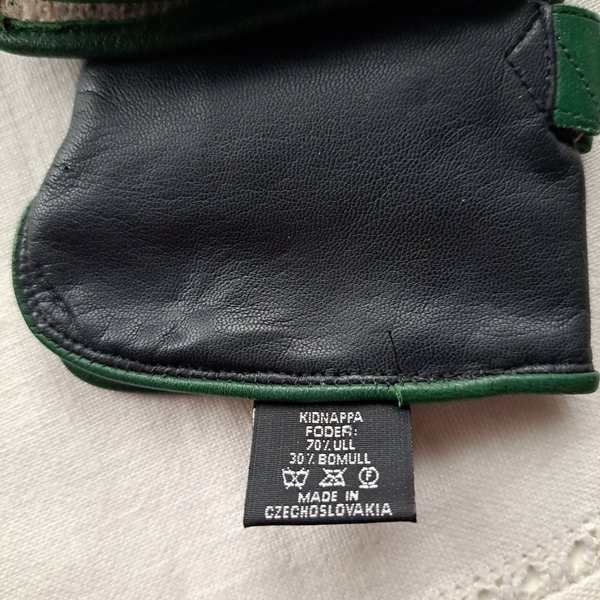 KIDNAPPA
FODER:
70% ULL
30% BOMULL
F
MADE IN
CZECHOSLOVAKIA